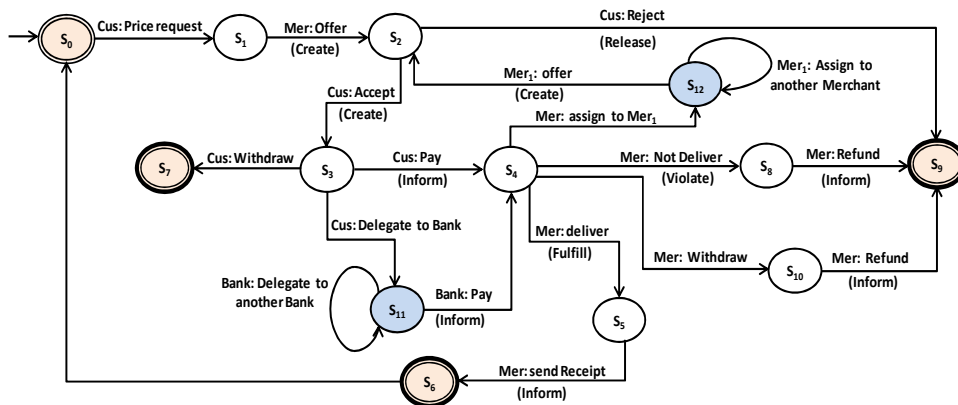 Cus: Price request
Mer: Offer
(Create)
Cus: Reject
(Release)
S0
S1
S2
Mer1: offer
(Create)
S12
Mer1: Assign to
another Merchant
Cus: Accept
(Create)
Mer: assign to Mer1
S7
Cus: Withdraw
S3
Cus: Pay
(Inform)
S4
Mer: Not Deliver
(Violate)
S8
Mer: Refund
(Inform)
S9
Cus: Delegate to Bank
Mer: deliver
(Fulfill)
Mer: Withdraw
S10
Mer: Refund
(Inform)
Bank: Delegate to
another Bank
S11
Bank: Pay
(Inform)
S5
S6
Mer: send Receipt
(Inform)